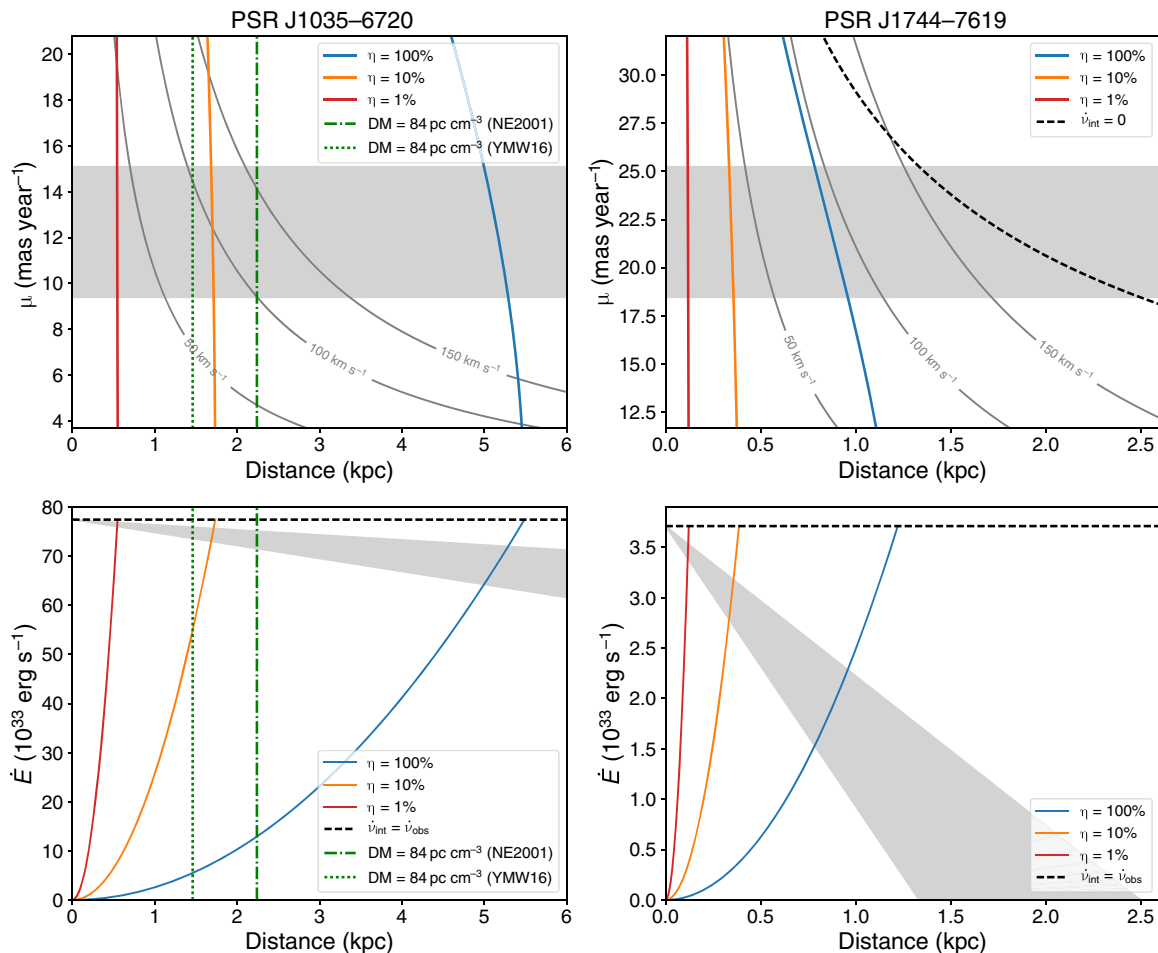 PSR J1035–6720
20
18
16
14
12
10
8
6
4
μ (mas year⁻¹)
η = 100%
η = 10%
η = 1%
DM = 84 pc cm⁻³ (NE2001)
DM = 84 pc cm⁻³ (YMW16)
50 km s⁻¹
100 km s⁻¹
150 km s⁻¹
0 1 2 3 4 5 6
Distance (kpc)
PSR J1744–7619
30.0
27.5
25.0
22.5
20.0
17.5
15.0
12.5
μ (mas year⁻¹)
η = 100%
η = 10%
η = 1%
ν̇int = 0
50 km s⁻¹
100 km s⁻¹
150 km s⁻¹
0.0 0.5 1.0 1.5 2.0 2.5
Distance (kpc)
80
70
60
50
40
30
20
10
0
Ė (10³³ erg s⁻¹)
η = 100%
η = 10%
η = 1%
ν̇int = ν̇obs
DM = 84 pc cm⁻³ (NE2001)
DM = 84 pc cm⁻³ (YMW16)
0 1 2 3 4 5 6
Distance (kpc)
3.5
3.0
2.5
2.0
1.5
1.0
0.5
0.0
Ė (10³³ erg s⁻¹)
η = 100%
η = 10%
η = 1%
ν̇int = ν̇obs
0.0 0.5 1.0 1.5 2.0 2.5
Distance (kpc)